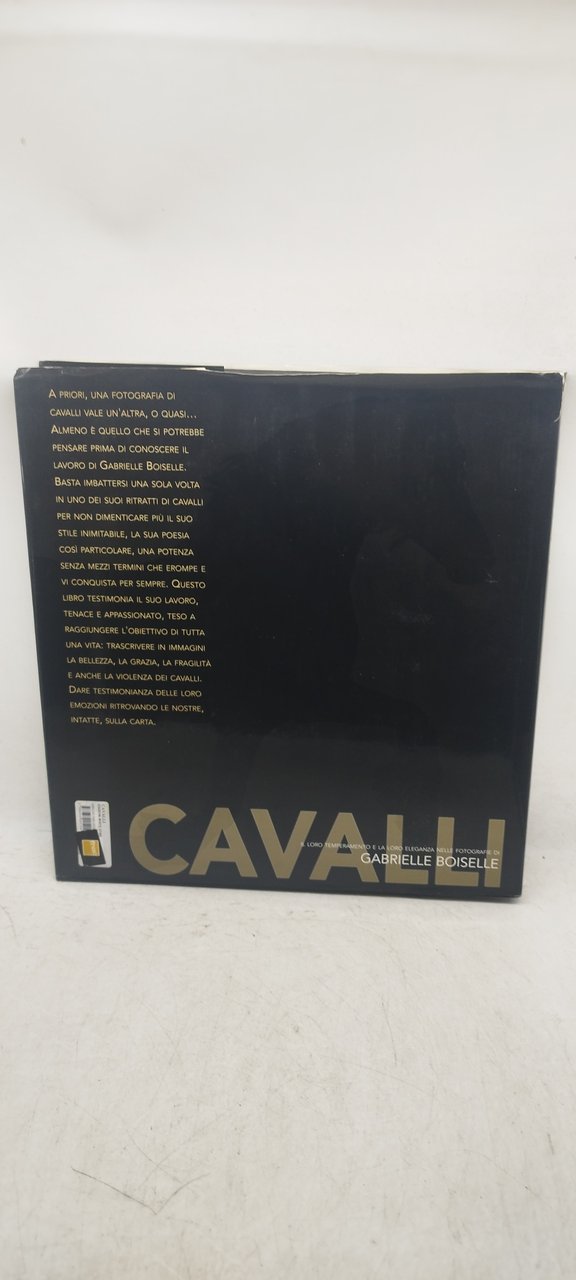 A PRIORI, UNA FOTOGRAFIA DI
CAVALLI VALE UN'ALTRA, O QUASI...
ALMENO È QUELLO CHE SI POTREBBE
PENSARE PRIMA DI CONOSCERE IL
LAVORO DI GABRIELLE BOISELLE.
BASTA IMBATTERSI UNA SOLA VOLTA
IN UNO DEI SUOI RITRATTI DI CAVALLI
PER NON DIMENTICARE PIÙ IL SUO
STILE INIMITABILE, LA SUA POESIA
COSÌ PARTICOLARE, UNA POTENZA
SENZA MEZZI TERMINI CHE EROMPE E
VI CONQUISTA PER SEMPRE. QUESTO
LIBRO TESTIMONIA IL SUO LAVORO,
TENACE E APPASSIONATO, TESO A
RAGGIUNGERE L'OBIETTIVO DI TUTTA
UNA VITA: TRASCRIVERE IN IMMAGINI
LA BELLEZZA, LA GRAZIA, LA FRAGILITÀ
E ANCHE LA VIOLENZA DEI CAVALLI.
DARE TESTIMONIANZA DELLE LORO
EMOZIONI RITROVANDO LE NOSTRE,
INTATTE, SULLA CARTA.
CAVALLI
IL LORO TEMPERAMENTO E LA LORO ELEGANZA NELLE FOTOGRAFIE DI
GABRIELLE BOISELLE